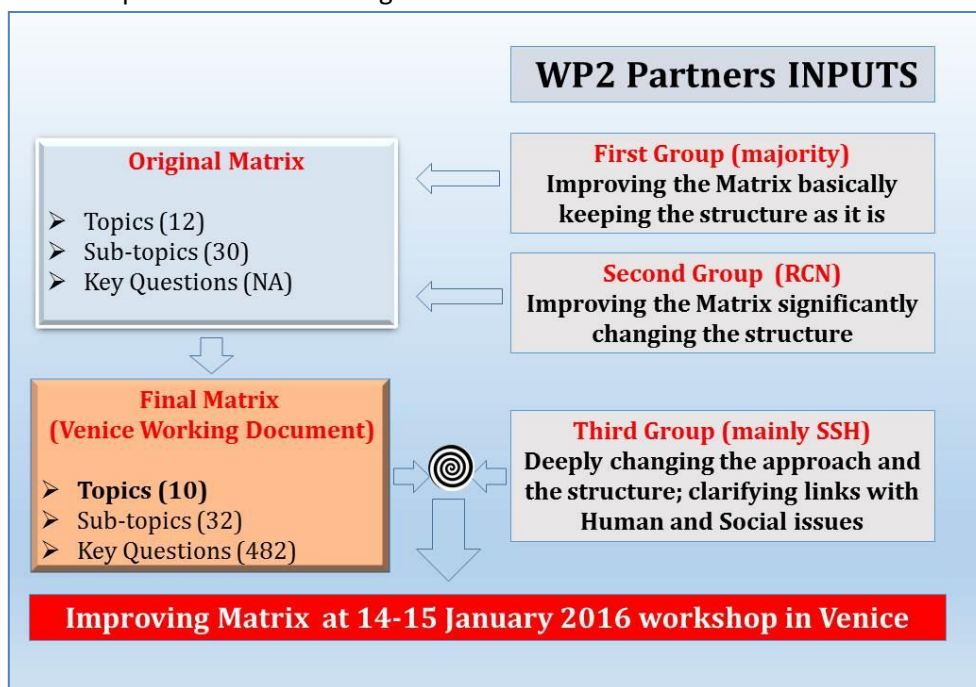 WP2 Partners INPUTS
Original Matrix
➢ Topics (12)
➢ Sub-topics (30)
➢ Key Questions (NA)
First Group (majority)
Improving the Matrix basically
keeping the structure as it is
Second Group (RCN)
Improving the Matrix significantly
changing the structure
Final Matrix
(Venice Working Document)
➢ Topics (10)
➢ Sub-topics (32)
➢ Key Questions (482)
Third Group (mainly SSH)
Deeply changing the approach and
the structure; clarifying links with
Human and Social issues
Improving Matrix at 14-15 January 2016 workshop in Venice